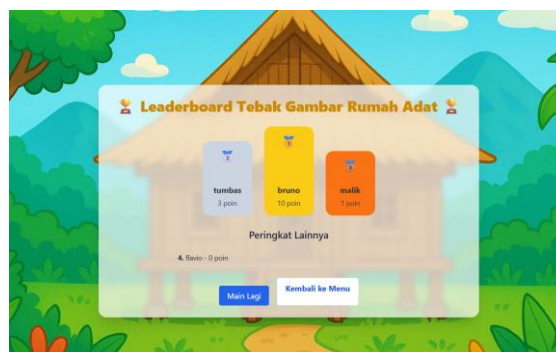 Leaderboard Tebak Gambar Rumah Adat
tumbas
3 poin
bruno
10 poin
malik
1 poin
Peringkat Lainnya
4. flavio - 0 poin
Main Lagi
Kembali ke Menu